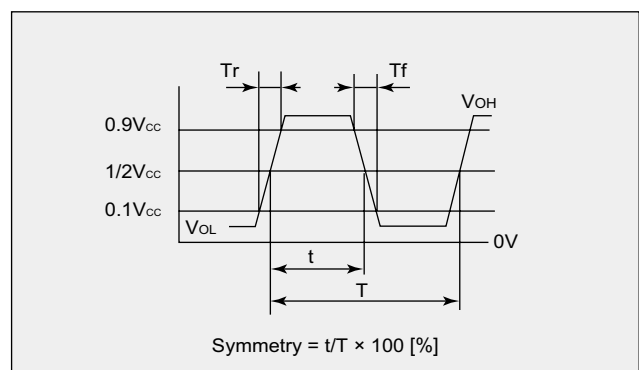 Tr
Tf
VOH
0.9Vcc
1/2Vcc
0.1Vcc
VOL
0V
t
T
Symmetry = t/T × 100 [%]